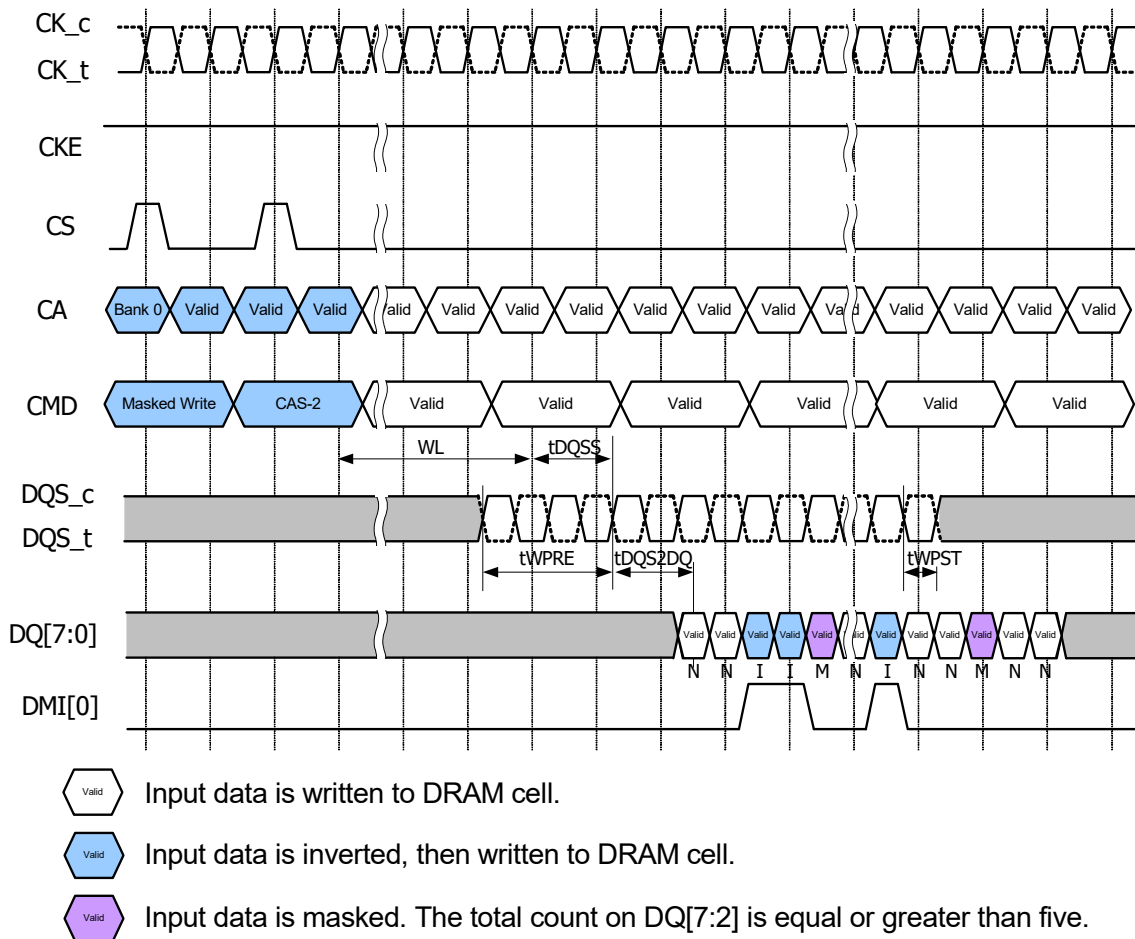 CK_c
CK_t
CKE
CS
CA
Bank 0 Valid Valid Valid alid Valid Valid Valid Valid Valid Valid Valid Valid Valid Valid Valid
CMD
Masked Write CAS-2 Valid Valid Valid Valid Valid Valid
WL tDQSS
DQS_c
DQS_t
tWPRE tDQS2DQ tWPST
DQ[7:0]
Valid Valid Valid Valid Valid lid Valid Valid Valid Valid Valid Valid
N N I I M N I N N M N N
DMI[0]
Valid Input data is written to DRAM cell.
Valid Input data is inverted, then written to DRAM cell.
Valid Input data is masked. The total count on DQ[7:2] is equal or greater than five.